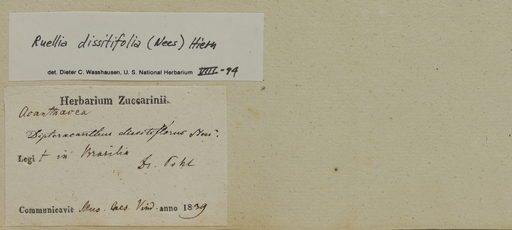 Ruellia dissitifolia (Nees) Hiern
det. Dieter C. Wasshausen, U. S. National Herbarium VIII-94
Herbarium Zuccarinii.
Acanthacea
Dipteracanthus dissitiflorus Nees.
Legit in Brasilia
Dr. Pohl
Communicavit Mus. Caes. Vind. anno 1839